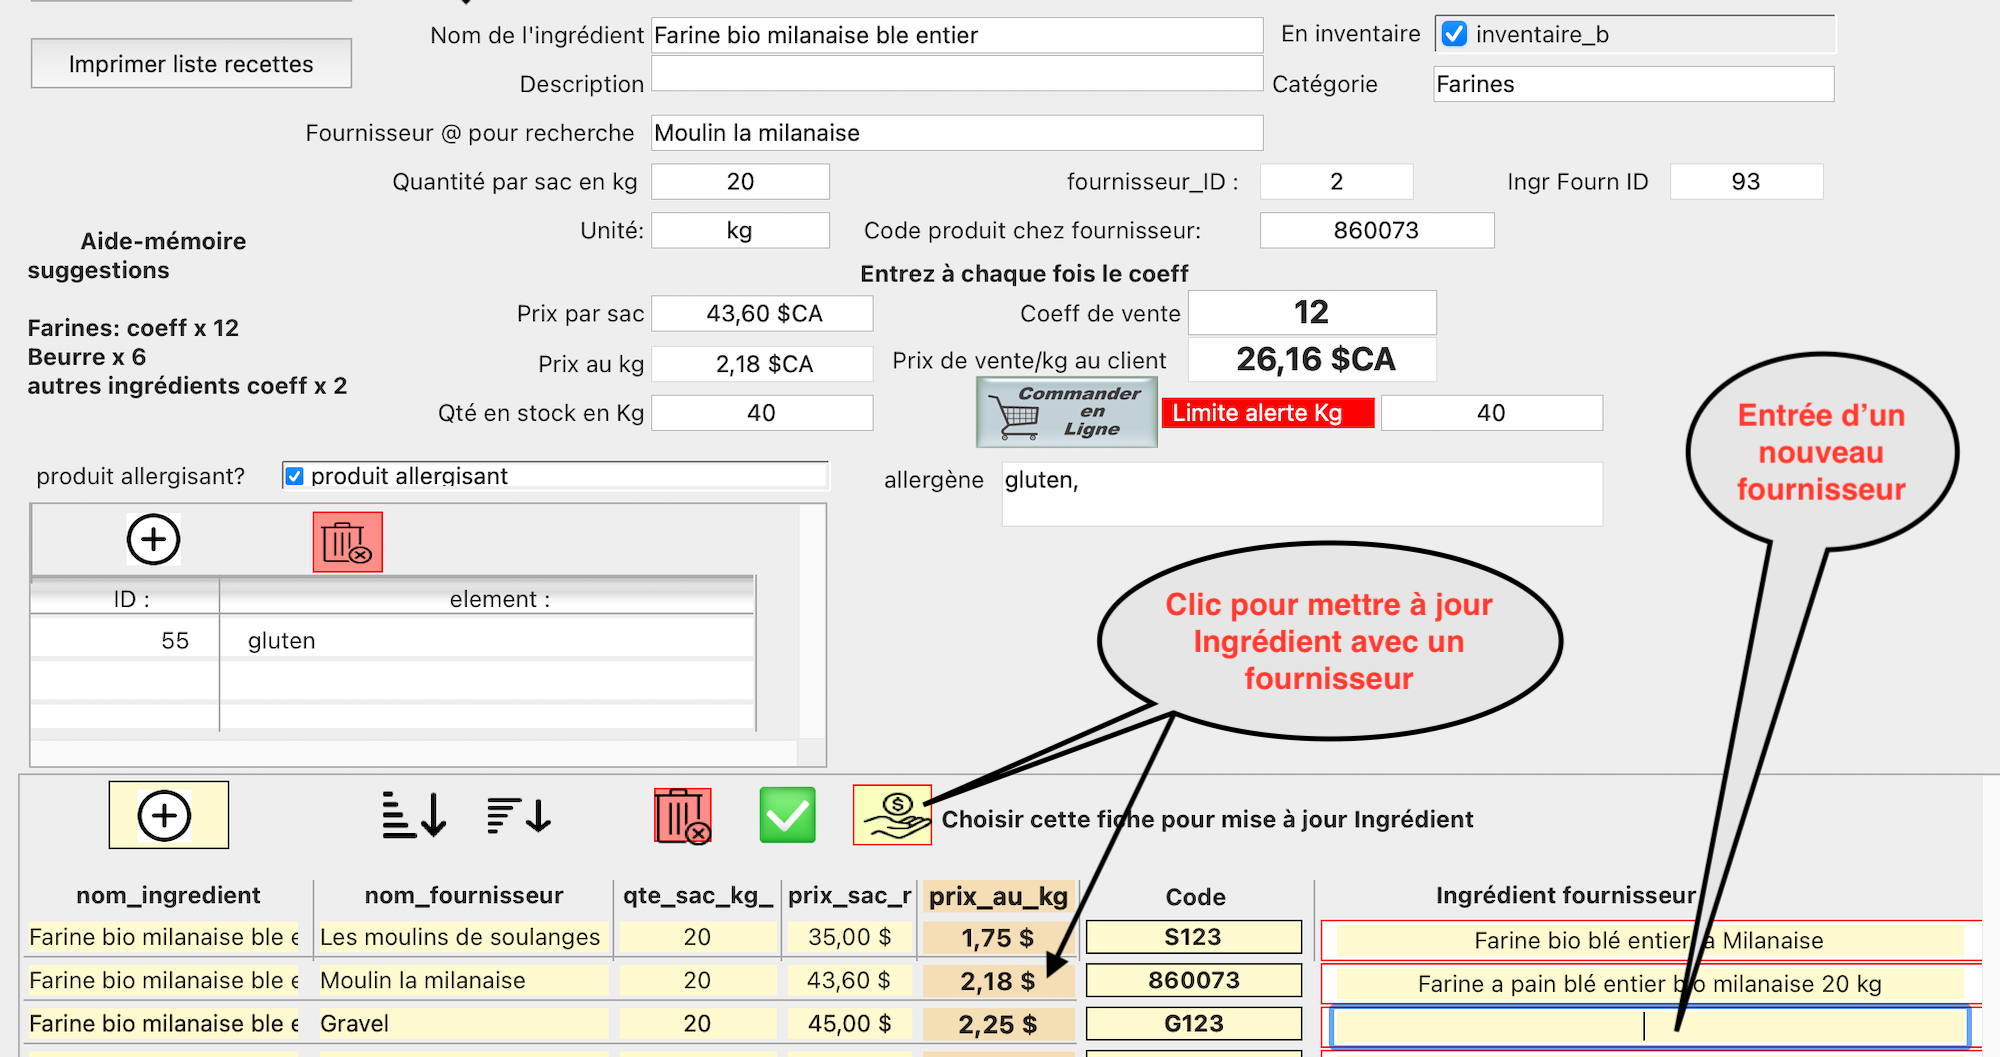 Imprimer liste recettes
Nom de l'ingrédient Farine bio milanaise ble entier
En inventaire inventaire_b
Description
Catégorie Farines
Fournisseur @ pour recherche Moulin la milanaise
Quantité par sac en kg 20
fournisseur_ID : 2
Ingr Fourn ID 93
Unité: kg
Code produit chez fournisseur: 860073
Aide-mémoire
suggestions
Farines: coeff x 12
Beurre x 6
autres ingrédients coeff x 2
Entrez à chaque fois le coeff
Prix par sac 43,60 $CA
Coeff de vente 12
Prix au kg 2,18 $CA
Prix de vente/kg au client 26,16 $CA
Qté en stock en Kg 40
Commander
en
Ligne
Limite alerte Kg 40
Entrée d’un
nouveau
fournisseur
produit allergisant? produit allergisant
allergène gluten,
ID : element :
55 gluten
Clic pour mettre à jour
Ingrédient avec un
fournisseur
Choisir cette fiche pour mise à jour Ingrédient
nom_ingredient nom_fournisseur qte_sac_kg_ prix_sac_r prix_au_kg Code Ingrédient fournisseur
Farine bio milanaise ble e Les moulins de soulanges 20 35,00 $ 1,75 $ S123 Farine bio blé entier la Milanaise
Farine bio milanaise ble e Moulin la milanaise 20 43,60 $ 2,18 $ 860073 Farine a pain blé entier bio milanaise 20 kg
Farine bio milanaise ble e Gravel 20 45,00 $ 2,25 $ G123